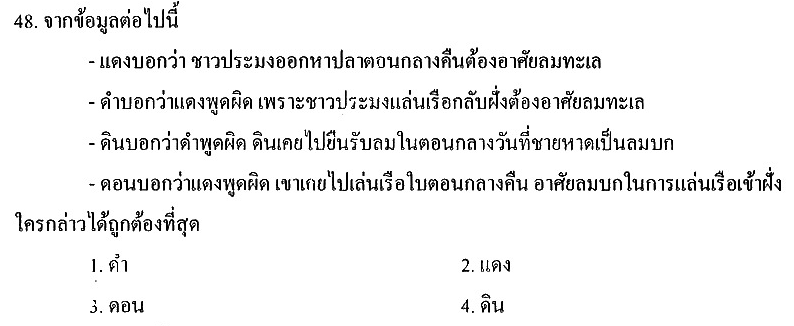 48. จากข้อมูลต่อไปนี้
- แดงบอกว่า ชาวประมงออกหาปลาตอนกลางคืนต้องอาศัยลมทะเล
- ดำบอกว่าแดงพูดผิด เพราะชาวประมงแล่นเรือกลับฝั่งต้องอาศัยลมทะเล
- ดินบอกว่าดำพูดผิด ดินเคยไปยืนรับลมในตอนกลางวันที่ชายหาดเป็นลมบก
- ดอนบอกว่าแดงพูดผิด เขาเคยไปเล่นเรือใบตอนกลางคืน อาศัยลมบกในการแล่นเรือเข้าฝั่ง
ใครกล่าวได้ถูกต้องที่สุด
1. ดำ 2. แดง
3. ดอน 4. ดิน